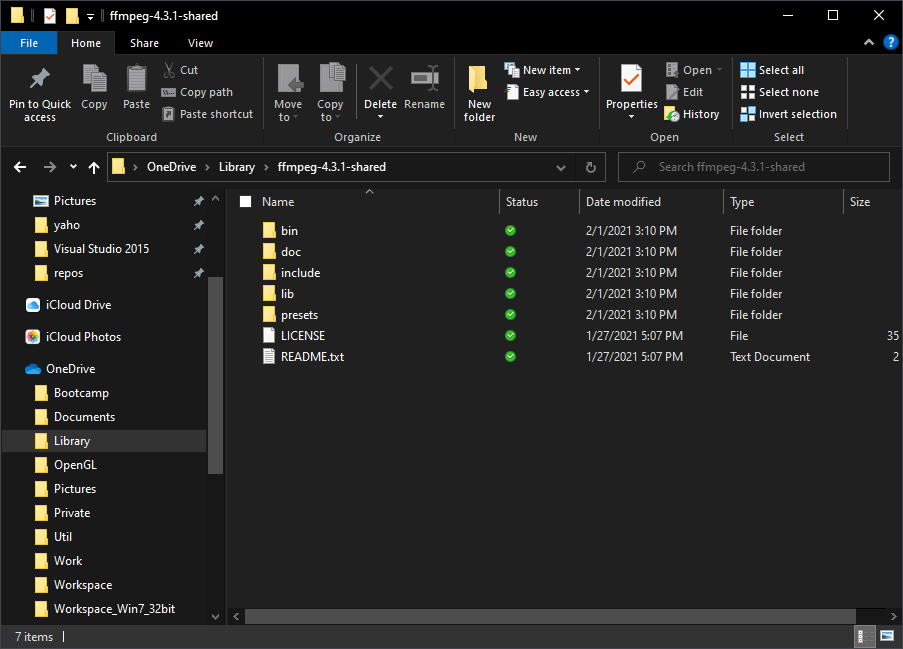 ffmpeg-4.3.1-shared
File Home Share View
Pin to Quick access
Copy
Paste
Cut
Copy path
Paste shortcut
Clipboard
Move to
Copy to
Delete
Rename
Organize
New folder
New item
Easy access
New
Properties
Open
Edit
History
Open
Select all
Select none
Invert selection
Select
OneDrive Library ffmpeg-4.3.1-shared
Search ffmpeg-4.3.1-shared
Pictures
yaho
Visual Studio 2015
repos
iCloud Drive
iCloud Photos
OneDrive
Bootcamp
Documents
Library
OpenGL
Pictures
Private
Util
Work
Workspace
Workspace_Win7_32bit
Name Status Date modified Type Size
bin 2/1/2021 3:10 PM File folder
doc 2/1/2021 3:10 PM File folder
include 2/1/2021 3:10 PM File folder
lib 2/1/2021 3:10 PM File folder
presets 2/1/2021 3:10 PM File folder
LICENSE 1/27/2021 5:07 PM File 35
README.txt 1/27/2021 5:07 PM Text Document 2
7 items